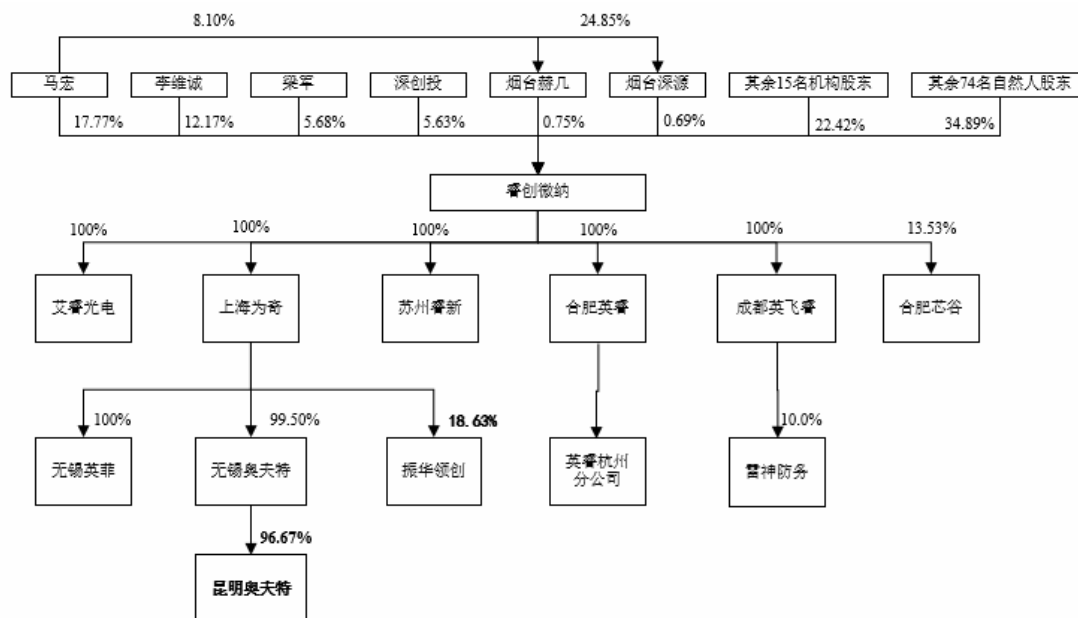 8.10%
24.85%
马宏
李维诚
梁军
深创投
烟台赫几
烟台深源
其余15名机构股东
其余74名自然人股东
17.77%
12.17%
5.68%
5.63%
0.75%
0.69%
22.42%
34.89%
睿创微纳
100%
100%
100%
100%
100%
13.53%
艾睿光电
上海为奇
苏州睿新
合肥英睿
成都英飞睿
合肥芯谷
100%
99.50%
18.63%
10.0%
无锡英菲
无锡奥夫特
振华领创
英睿杭州
分公司
雷神防务
96.67%
昆明奥夫特